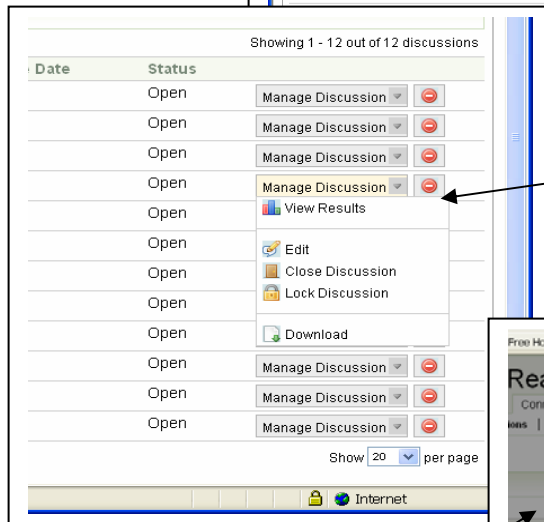 Showing 1 - 12 out of 12 discussions
Date Status
Open Manage Discussion
Open Manage Discussion
Open Manage Discussion
Open Manage Discussion
View Results
Open
Open Edit
Open Close Discussion
Open Lock Discussion
Open Download
Open Manage Discussion
Open Manage Discussion
Open Manage Discussion
Show 20 per page
Internet
Free
Rea